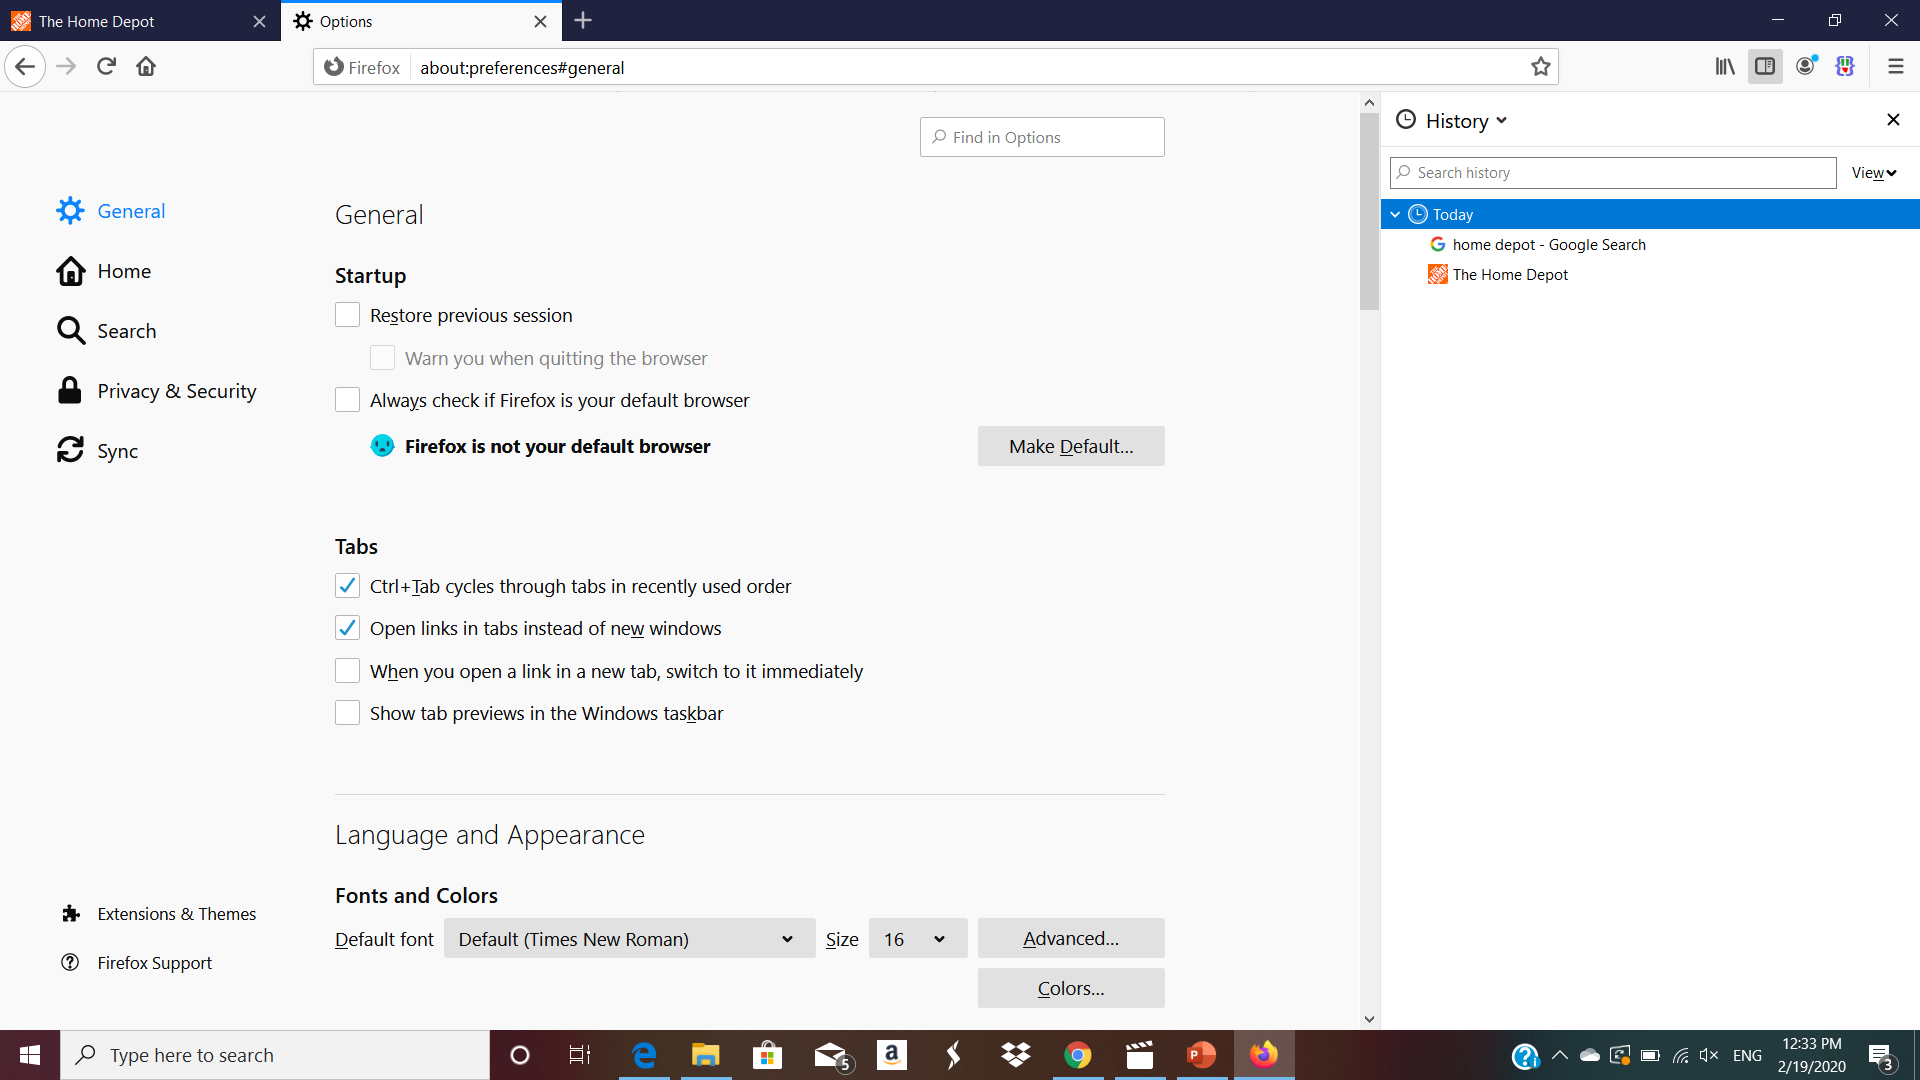 The Home Depot
Options
Firefox
about:preferences#general
Find in Options
General
Home
Search
Privacy & Security
Sync
Extensions & Themes
Firefox Support
General
Startup
Restore previous session
Warn you when quitting the browser
Always check if Firefox is your default browser
Firefox is not your default browser
Make Default...
Tabs
Ctrl+Tab cycles through tabs in recently used order
Open links in tabs instead of new windows
When you open a link in a new tab, switch to it immediately
Show tab previews in the Windows taskbar
Language and Appearance
Fonts and Colors
Default font Default (Times New Roman) Size 16 Advanced...
Colors...
History
Search history View
Today
home depot - Google Search
The Home Depot
Type here to search
5
ENG
12:33 PM
2/19/2020
3